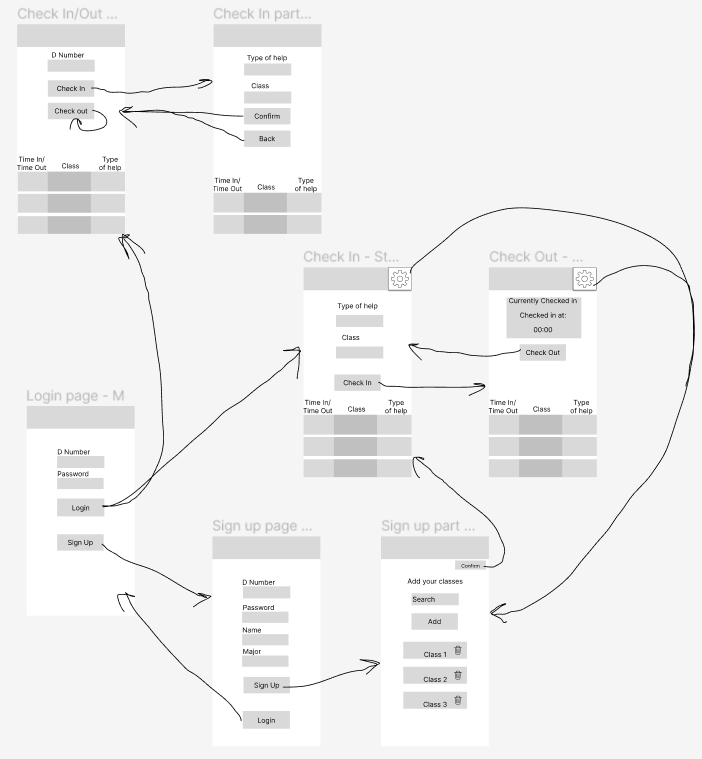 Check In/Out ...
D Number
Check In
Check out
Time In/
Time Out
Class
Type
of help
Check In part...
Type of help
Class
Confirm
Back
Time In/
Time Out
Class
Type
of help
Check In - St...
Type of help
Class
Check In
Time In/
Time Out
Class
Type
of help
Check Out - ...
Currently Checked in
Checked in at:
00:00
Check Out
Time In/
Time Out
Class
Type
of help
Login page - M
D Number
Password
Login
Sign Up
Sign up page ...
D Number
Password
Name
Major
Sign Up
Login
Sign up part ...
Confirm
Add your classes
Search
Add
Class 1
Class 2
Class 3